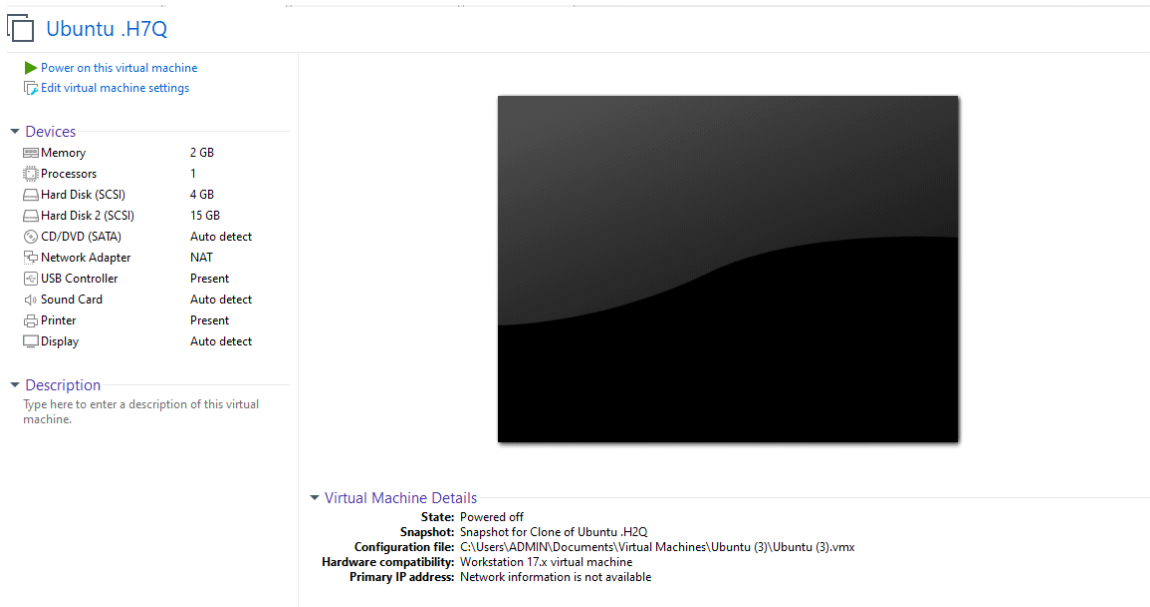 Ubuntu .H7Q
Power on this virtual machine
Edit virtual machine settings
Devices
Memory 2 GB
Processors 1
Hard Disk (SCSI) 4 GB
Hard Disk 2 (SCSI) 15 GB
CD/DVD (SATA) Auto detect
Network Adapter NAT
USB Controller Present
Sound Card Auto detect
Printer Present
Display Auto detect
Description
Type here to enter a description of this virtual
machine.
Virtual Machine Details
State: Powered off
Snapshot: Snapshot for Clone of Ubuntu .H2Q
Configuration file: C:\Users\ADMIN\Documents\Virtual Machines\Ubuntu (3)\Ubuntu (3).vmx
Hardware compatibility: Workstation 17.x virtual machine
Primary IP address: Network information is not available